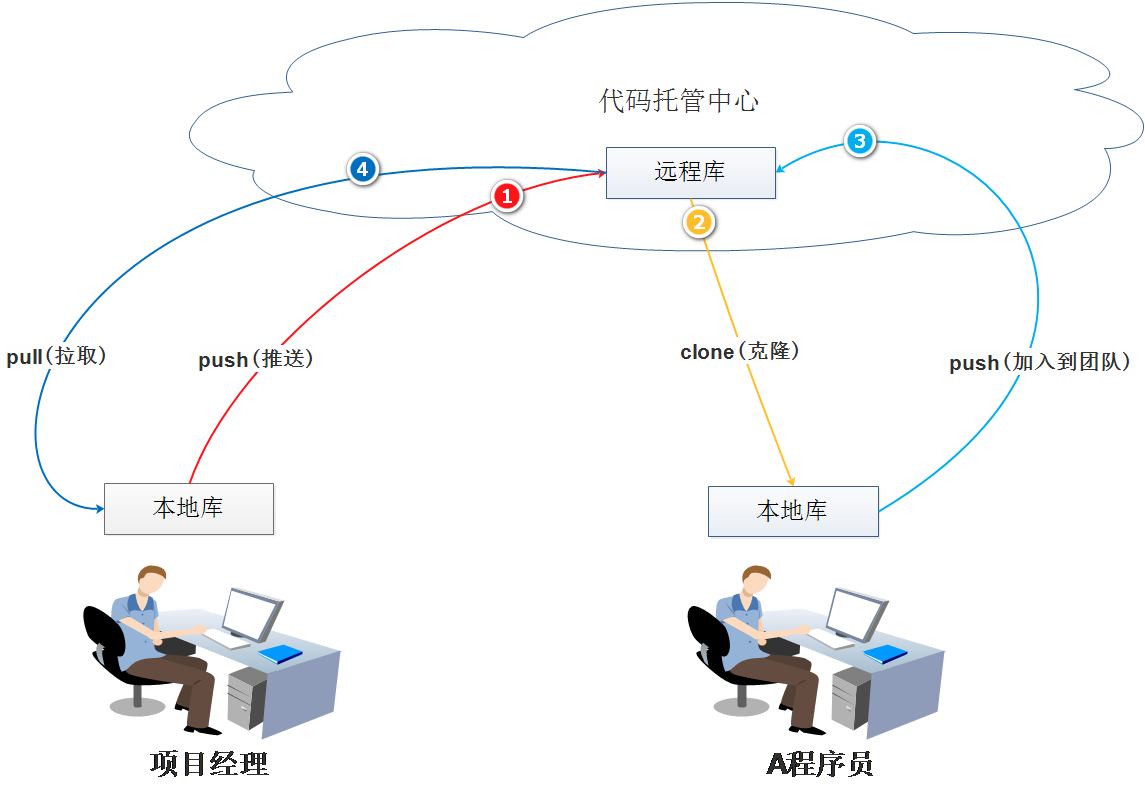 代码托管中心
远程库
4
1
3
2
pull(拉取)
push(推送)
clone(克隆)
push(加入到团队)
本地库
本地库
项目经理
A程序员